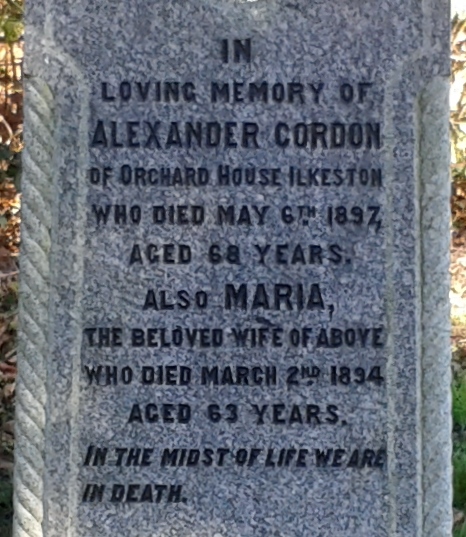 IN
LOVING MEMORY OF
ALEXANDER GORDON
OF ORCHARD HOUSE ILKESTON
WHO DIED MAY 6TH 1897,
AGED 68 YEARS.
ALSO MARIA,
THE BELOVED WIFE OF ABOVE
WHO DIED MARCH 2ND 1894
AGED 63 YEARS.
IN THE MIDST OF LIFE WE ARE
IN DEATH.